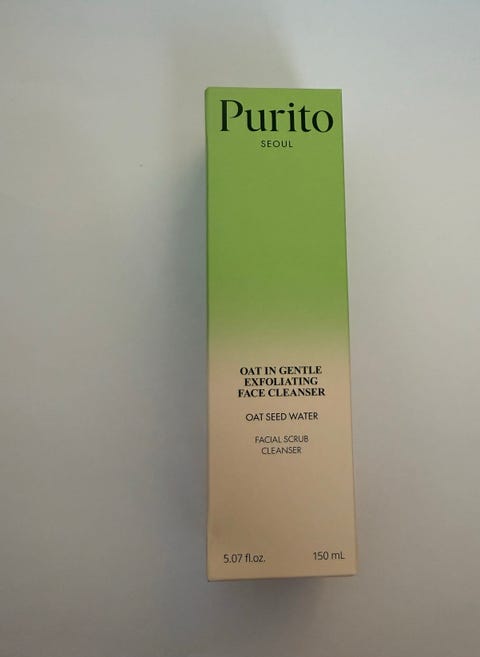 Purito
SEOUL
OAT IN GENTLE
EXFOLIATING
FACE CLEANSER
OAT SEED WATER
FACIAL SCRUB
CLEANSER
5.07 fl.oz. 150 mL